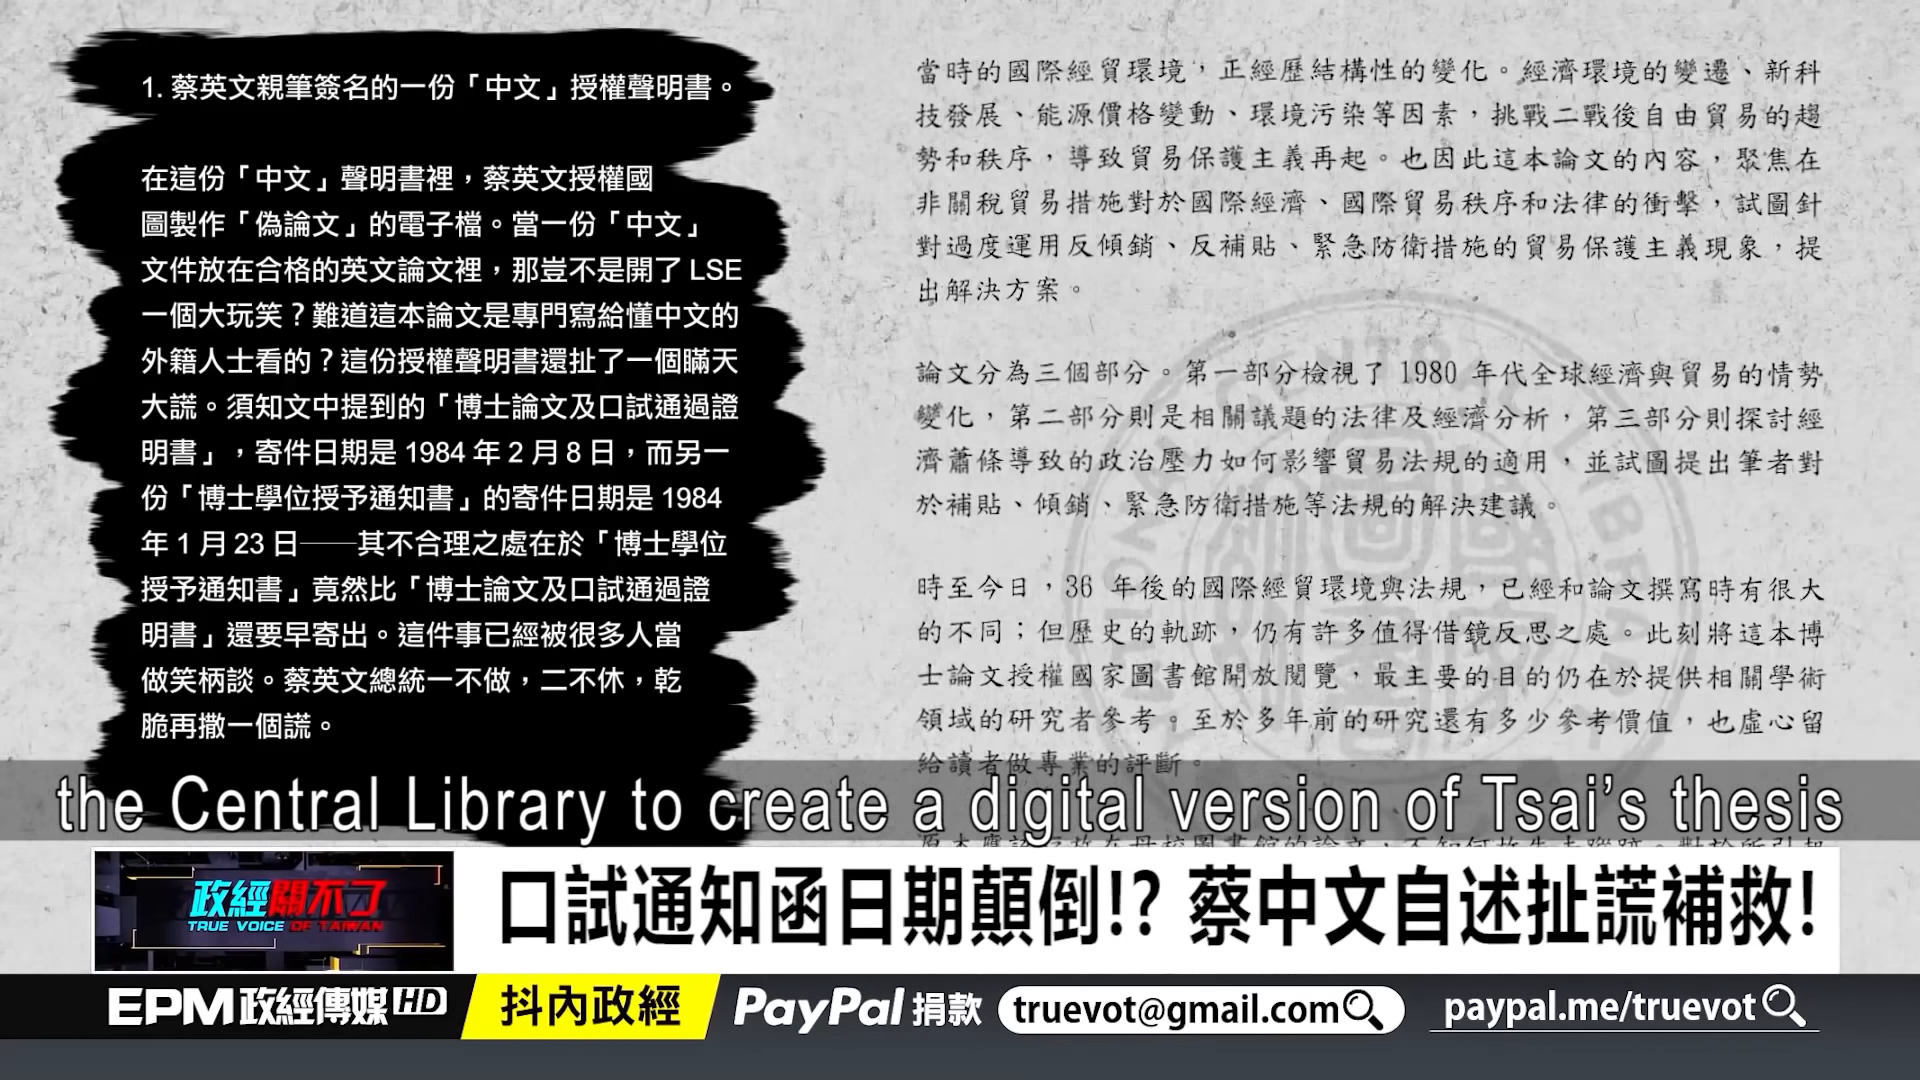 1. 蔡英文親筆簽名的一份「中文」授權聲明書。
在這份「中文」聲明書裡，蔡英文授權國
圖製作「偽論文」的電子檔。當一份「中文」
文件放在合格的英文論文裡，那豈不是開了 LSE
一個大玩笑？難道這本論文是專門寫給懂中文的
外籍人士看的？這份授權聲明書還扯了一個瞞天
大謊。須知文中提到的「博士論文及口試通過證
明書」，寄件日期是 1984 年 2 月 8 日，而另一
份「博士學位授予通知書」的寄件日期是 1984
年 1 月 23 日——其不合理之處在於「博士學位
授予通知書」竟然比「博士論文及口試通過證
明書」還要早寄出。這件事已經被很多人當
做笑柄談。蔡英文總統一不做，二不休，乾
脆再撒一個謊。
當時的國際經貿環境，正經歷結構性的變化。經濟環境的變遷、新科
技發展、能源價格變動、環境污染等因素，挑戰二戰後自由貿易的趨
勢和秩序，導致貿易保護主義再起。也因此這本論文的內容，聚焦在
非關稅貿易措施對於國際經濟、國際貿易秩序和法律的衝擊，試圖針
對過度運用反傾銷、反補貼、緊急防衛措施的貿易保護主義現象，提
出解決方案。
論文分為三個部分。第一部分檢視了 1980 年代全球經濟與貿易的情勢
變化，第二部分則是相關議題的法律及經濟分析，第三部分則探討經
濟蕭條導致的政治壓力如何影響貿易法規的適用，並試圖提出筆者對
於補貼、傾銷、緊急防衛措施等法規的解決建議。
時至今日，36 年後的國際經貿環境與法規，已經和論文撰寫時有很大
的不同；但歷史的軌跡，仍有許多值得借鏡反思之處。此刻將這本博
士論文授權國家圖書館開放閱覽，最主要的目的仍在於提供相關學術
領域的研究者參考。至於多年前的研究還有多少參考價值，也虛心留
給讀者做專業的評斷。
the Central Library to create a digital version of Tsai's thesis
政經關不了
TRUE VOICE OF TAIWAN
口試通知函日期顛倒!? 蔡中文自述扯謊補救!
EPM政經傳媒HD 抖內政經 PayPal 捐款 truevot@gmail.com paypal.me/truevot